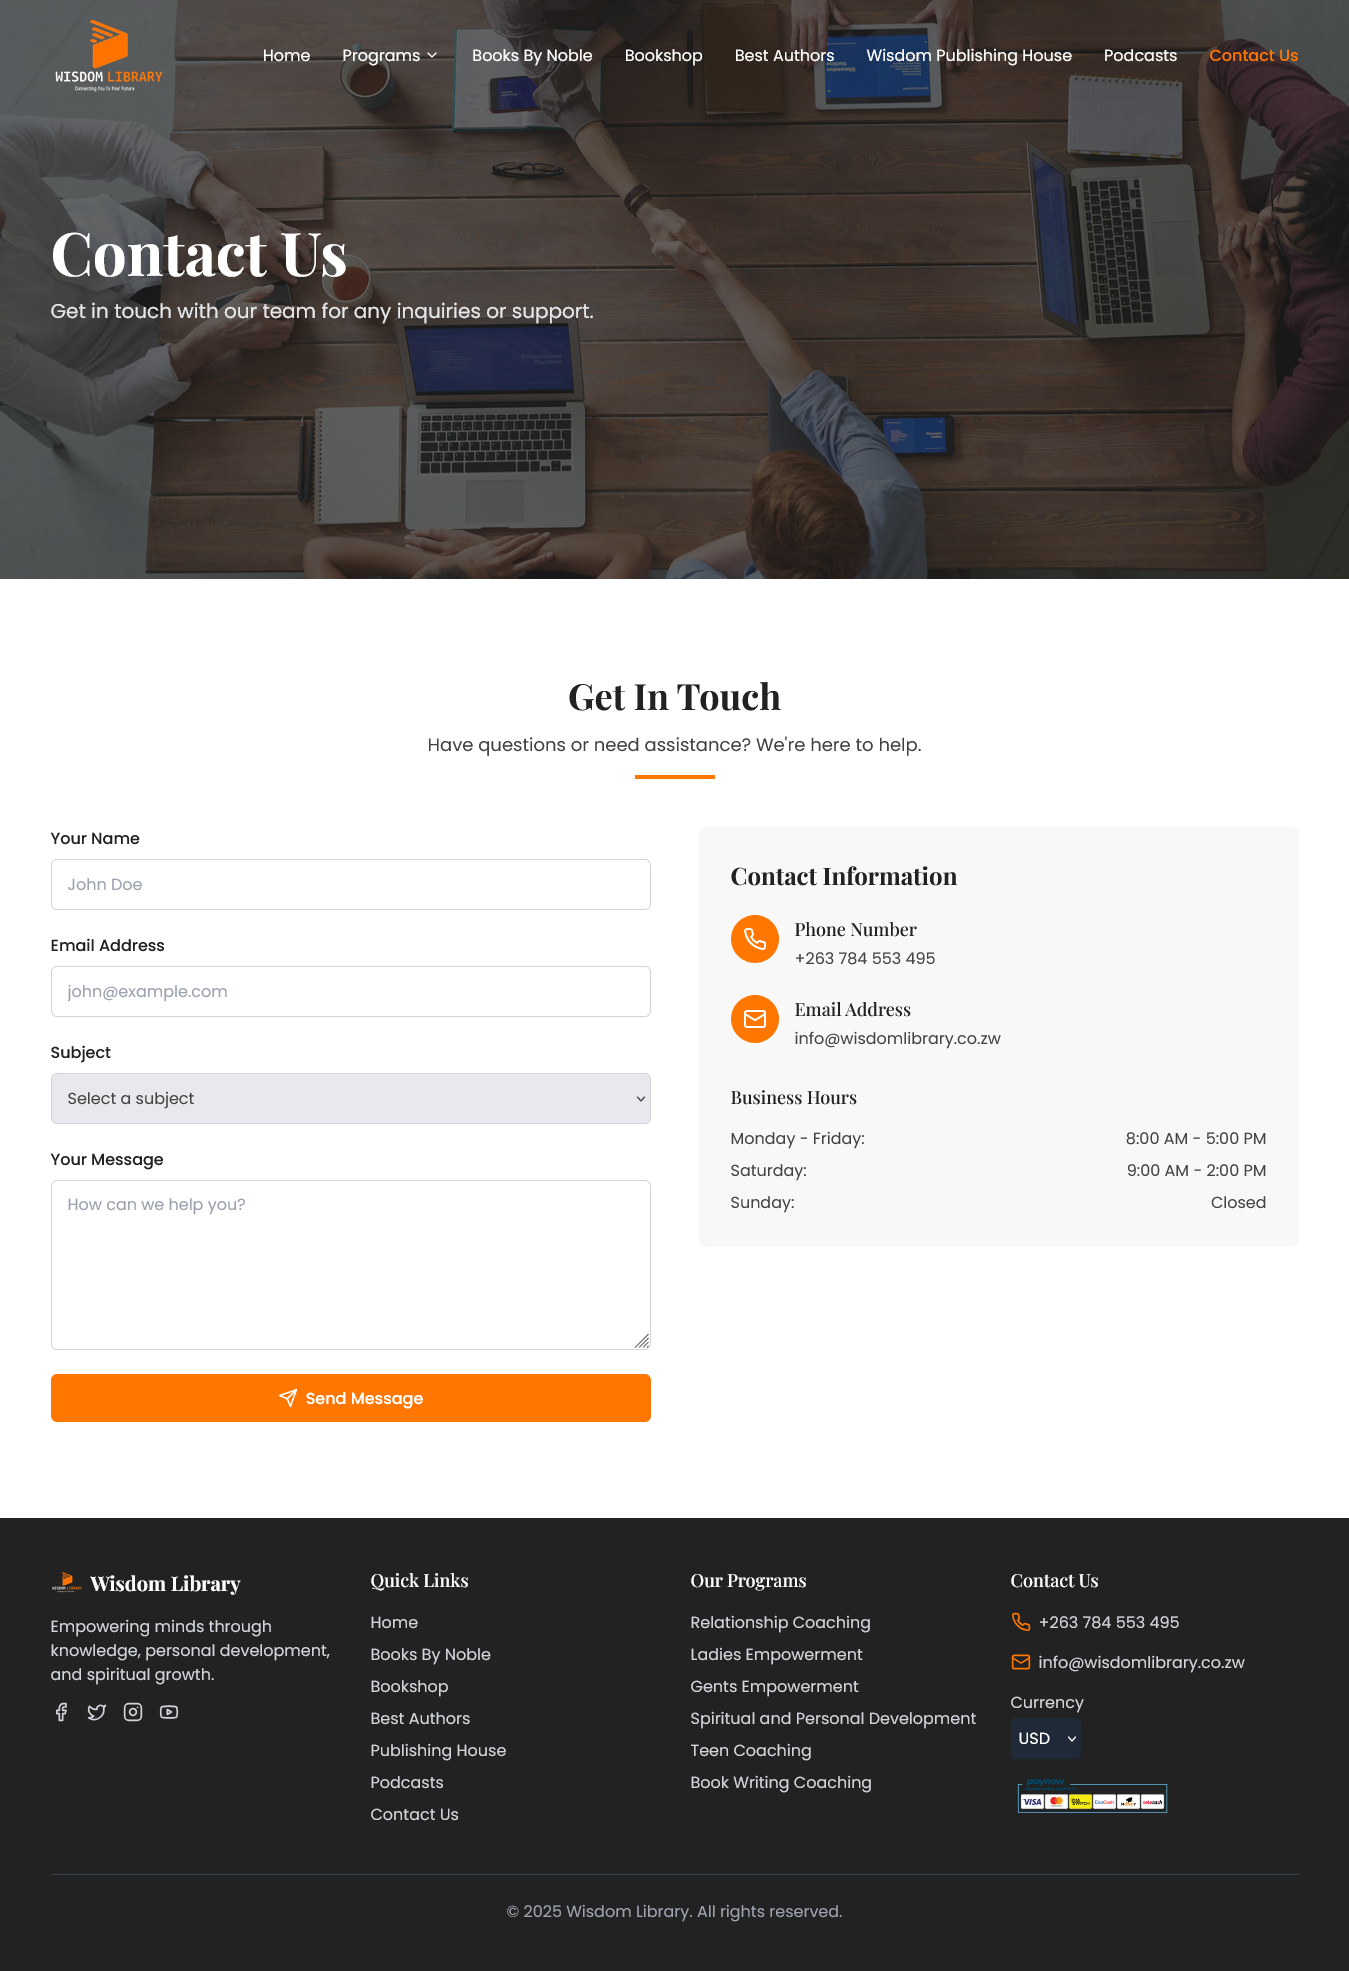 WISDOM LIBRARY
Connecting You To Your Future
Home
Programs
Books By Noble
Bookshop
Best Authors
Wisdom Publishing House
Podcasts
Contact Us
Contact Us
Get in touch with our team for any inquiries or support.
Get In Touch
Have questions or need assistance? We're here to help.
Your Name
John Doe
Email Address
john@example.com
Subject
Select a subject
Your Message
How can we help you?
Send Message
Contact Information
Phone Number
+263 784 553 495
Email Address
info@wisdomlibrary.co.zw
Business Hours
Monday - Friday: 8:00 AM - 5:00 PM
Saturday: 9:00 AM - 2:00 PM
Sunday: Closed
Wisdom Library
Empowering minds through
knowledge, personal development,
and spiritual growth.
Quick Links
Home
Books By Noble
Bookshop
Best Authors
Publishing House
Podcasts
Contact Us
Our Programs
Relationship Coaching
Ladies Empowerment
Gents Empowerment
Spiritual and Personal Development
Teen Coaching
Book Writing Coaching
Contact Us
+263 784 553 495
info@wisdomlibrary.co.zw
Currency
USD
paynow
VISA
EcoCash
telecash
© 2025 Wisdom Library. All rights reserved.